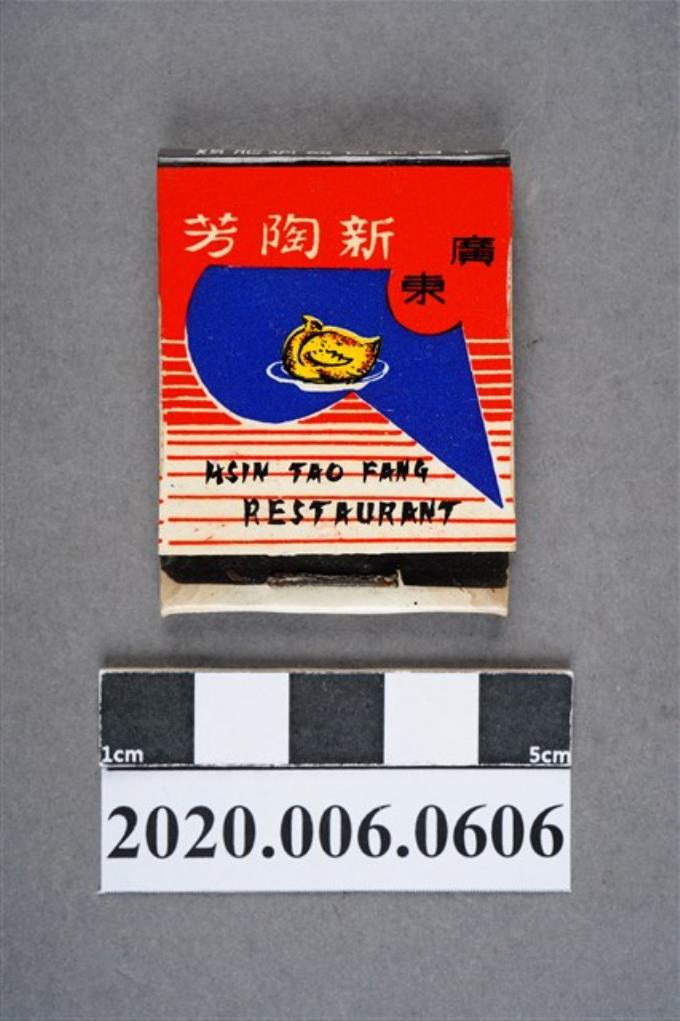 廣東
新陶芳
HSIN TAO FANG
RESTAURANT
1cm 5cm
2020.006.0606